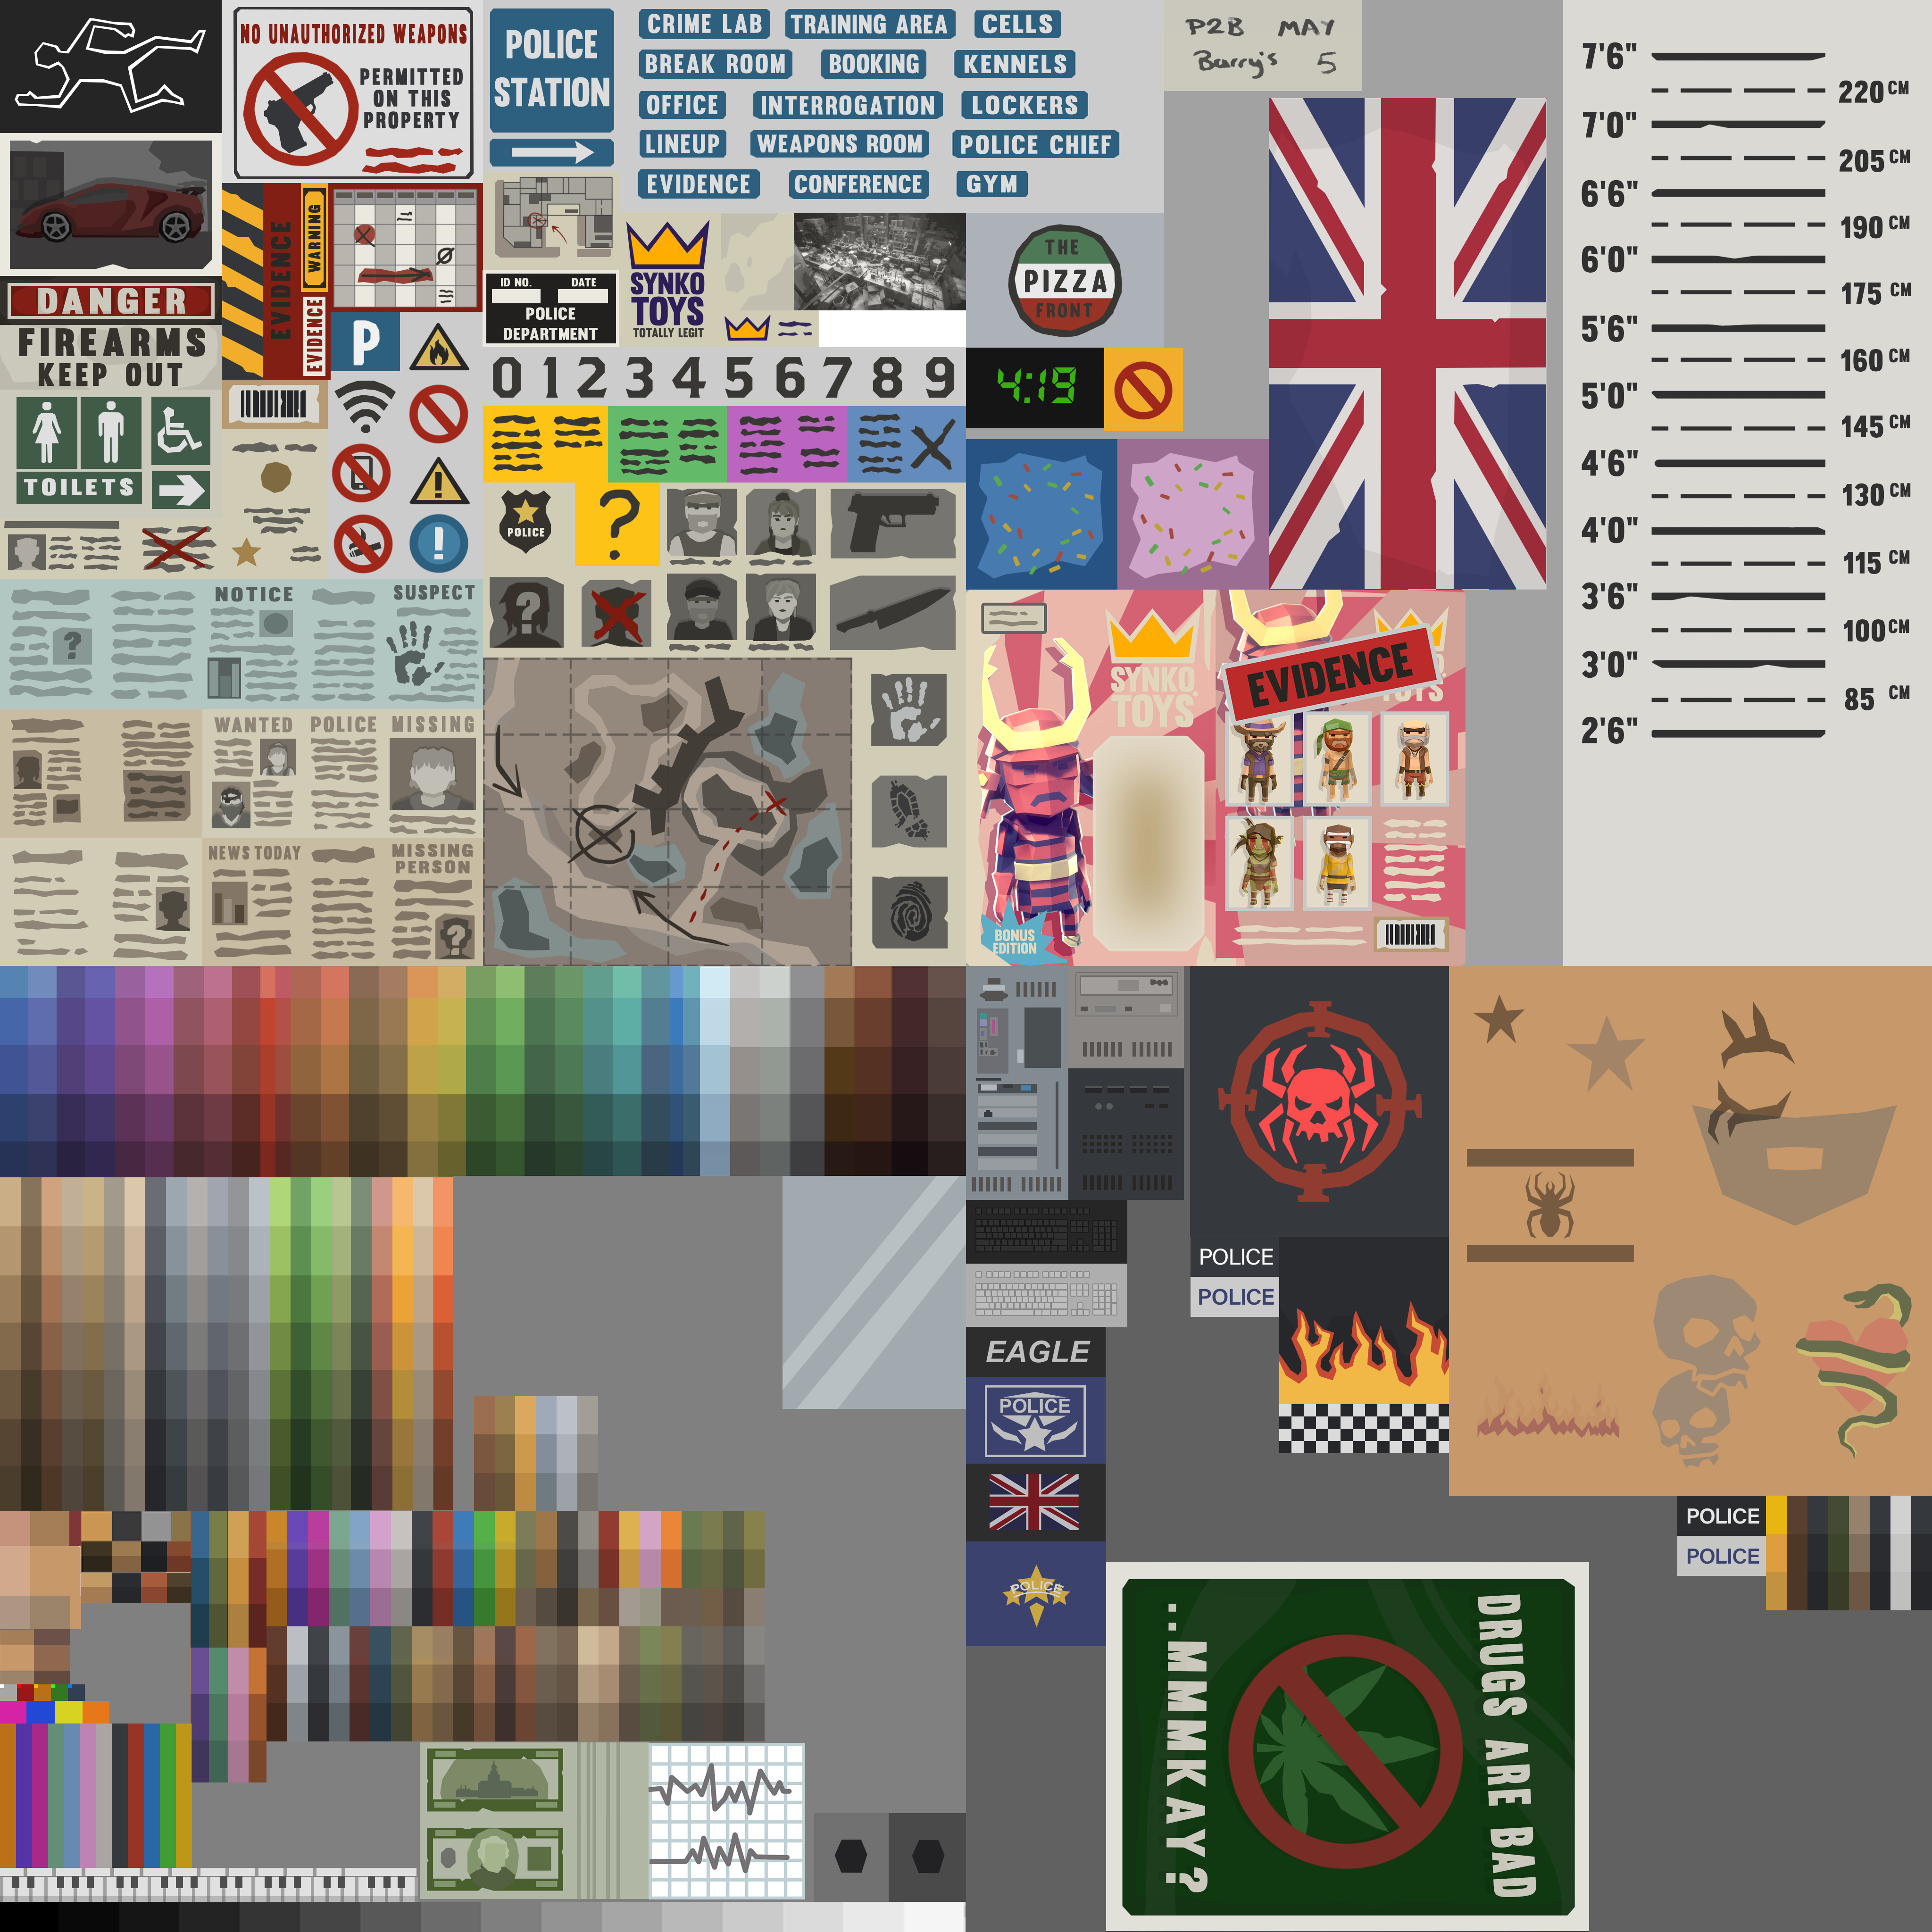 NO UNAUTHORIZED WEAPONS
PERMITTED
ON THIS
PROPERTY
POLICE
STATION
CRIME LAB
TRAINING AREA
CELLS
BREAK ROOM
BOOKING
KENNELS
OFFICE
INTERROGATION
LOCKERS
LINEUP
WEAPONS ROOM
POLICE CHIEF
EVIDENCE
CONFERENCE
GYM
P2B MAY
Barry's 5
7'6"
220 CM
7'0"
205 CM
6'6"
190 CM
6'0"
175 CM
5'6"
160 CM
5'0"
145 CM
4'6"
130 CM
4'0"
115 CM
3'6"
100 CM
3'0"
85 CM
2'6"
EVIDENCE
WARNING
EVIDENCE
DANGER
FIREARMS
KEEP OUT
P
ID NO.
DATE
POLICE
DEPARTMENT
SYNKO
TOYS
TOTALLY LEGIT
THE
PIZZA
FRONT
0 1 2 3 4 5 6 7 8 9
4:19
TOILETS
POLICE
?
?
NOTICE
SUSPECT
?
WANTED
POLICE
MISSING
NEWS TODAY
MISSING
PERSON
?
SYNKO
TOYS
BONUS
EDITION
EVIDENCE
TOYS
POLICE
POLICE
EAGLE
POLICE
POLICE
POLICE
POLICE
DRUGS ARE BAD
..MMMKAY?